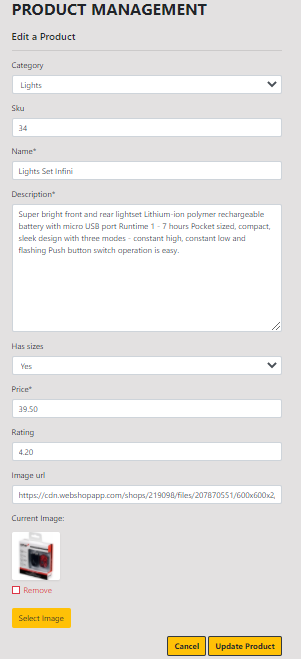 PRODUCT MANAGEMENT
Edit a Product
Category
Lights
Sku
34
Name*
Lights Set Infini
Description*
Super bright front and rear lightset Lithium-ion polymer rechargeable
battery with micro USB port Runtime 1 - 7 hours Pocket sized, compact,
sleek design with three modes - constant high, constant low and
flashing Push button switch operation is easy.
Has sizes
Yes
Price*
39.50
Rating
4.20
Image url
https://cdn.webshopapp.com/shops/219098/files/207870551/600x600x2,
Current Image:
Remove
Select Image
Cancel Update Product